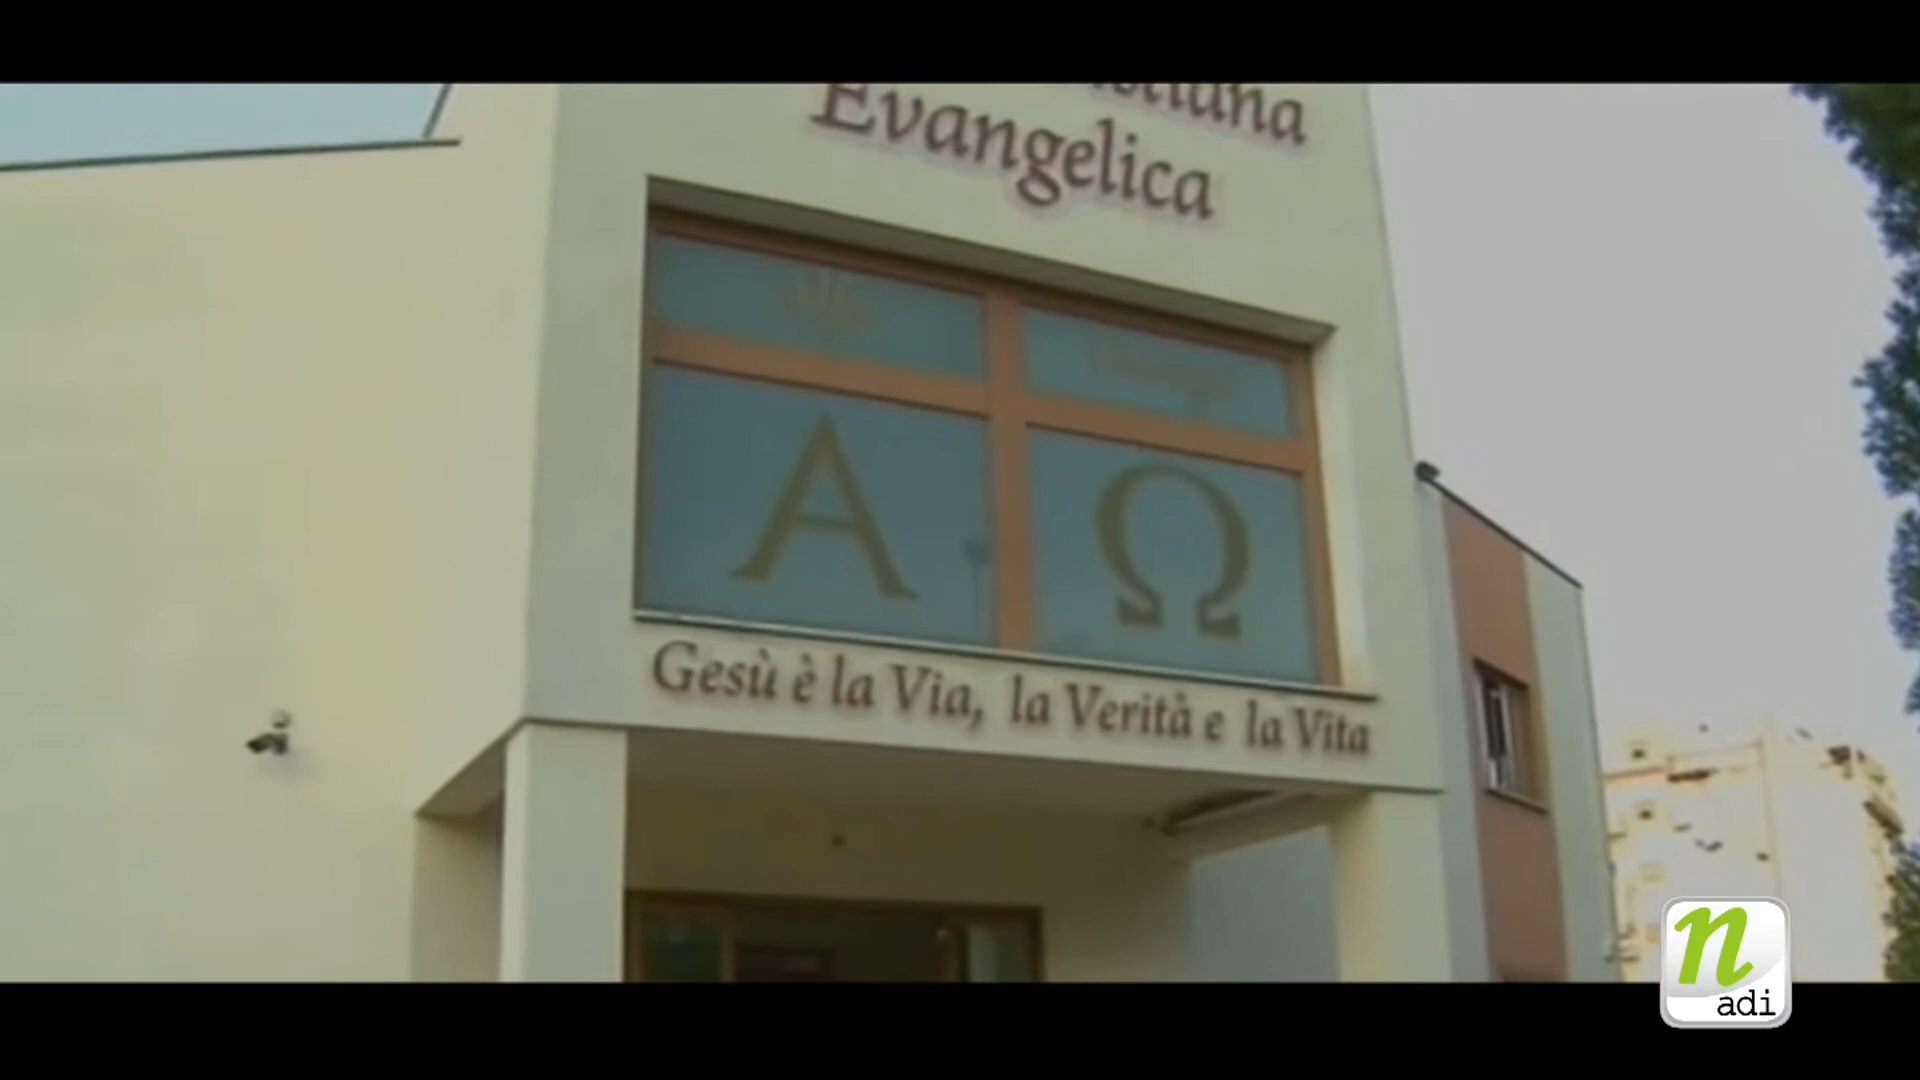 Evangelica
Α Ω
Gesù è la Via, la Verità e la Vita
n
adi